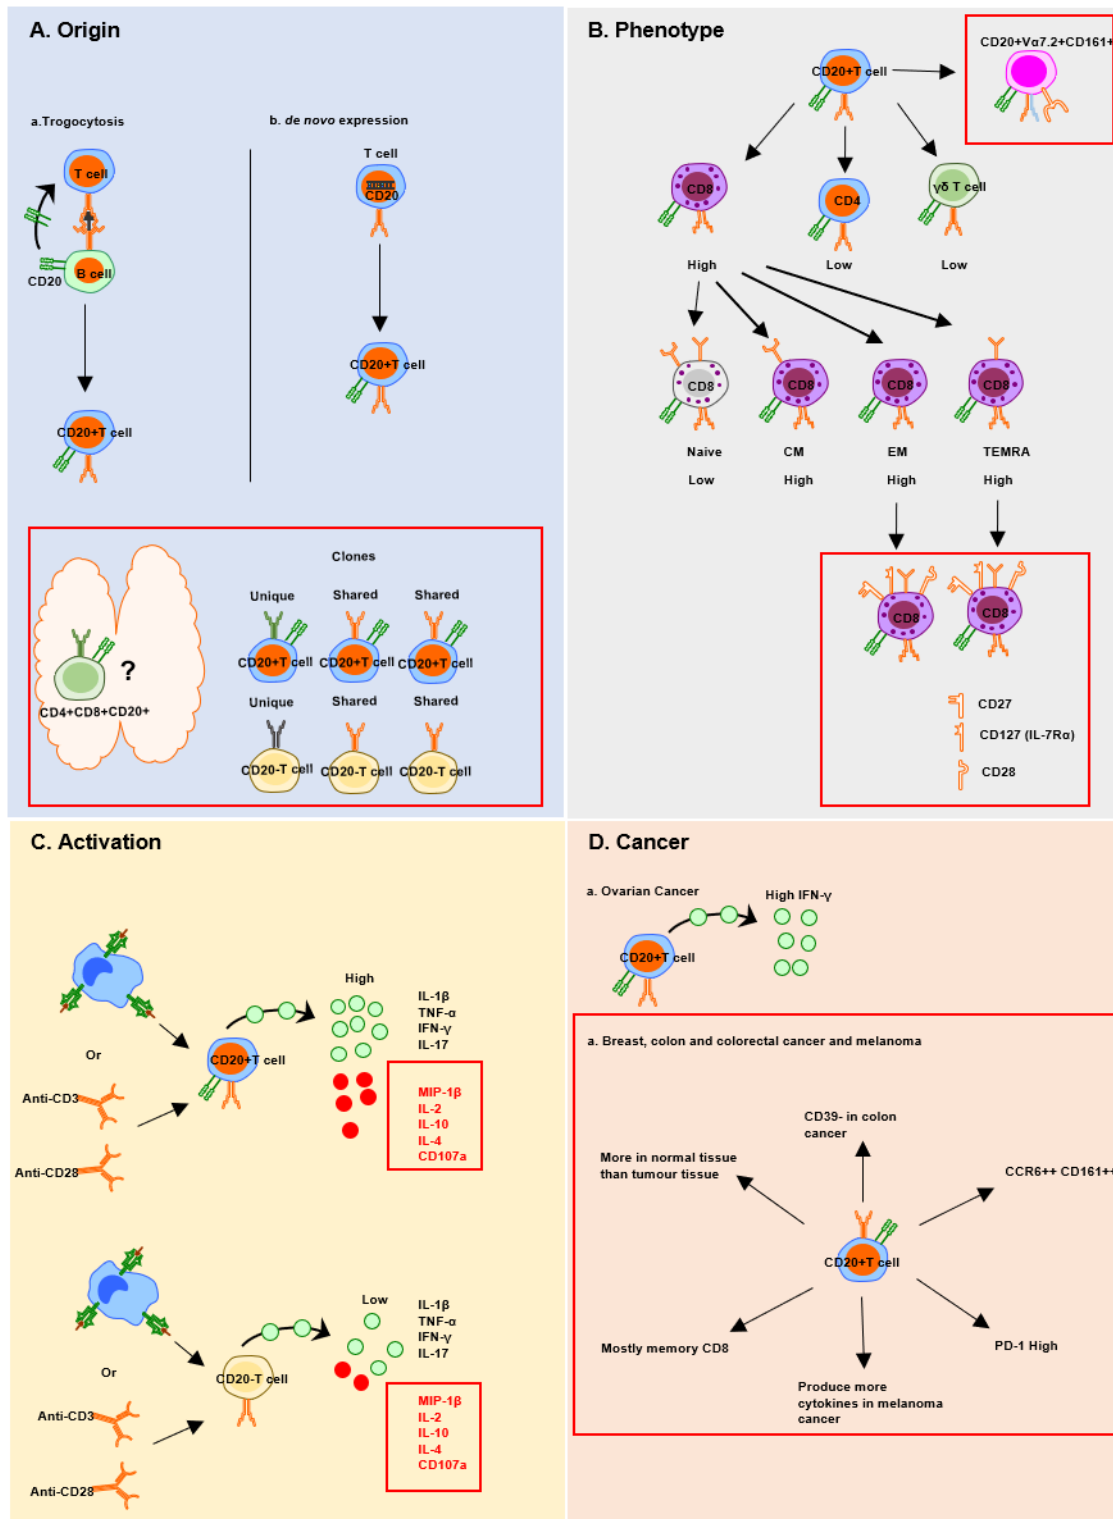 A. Origin
a.Trogocytosis
b. de novo expression
T cell
CD20
B cell
CD20+T cell
T cell
CD20
CD20+T cell
Clones
Unique
Shared
Shared
CD20+T cell
CD20+T cell
CD20+T cell
Unique
Shared
Shared
CD20-T cell
CD20-T cell
CD20-T cell
?
CD4+CD8+CD20+
B. Phenotype
CD20+T cell
CD20+Vα7.2+CD161+
CD8
CD4
γδ T cell
High
Low
Low
CD8
CD8
CD8
CD8
Naive
CM
EM
TEMRA
Low
High
High
High
CD8
CD8
CD27
CD127 (IL-7Rα)
CD28
C. Activation
Or
Anti-CD3
Anti-CD28
CD20+T cell
High
IL-1β
TNF-α
IFN-γ
IL-17
MIP-1β
IL-2
IL-10
IL-4
CD107a
Or
Anti-CD3
Anti-CD28
CD20-T cell
Low
IL-1β
TNF-α
IFN-γ
IL-17
MIP-1β
IL-2
IL-10
IL-4
CD107a
D. Cancer
a. Ovarian Cancer
High IFN-γ
CD20+T cell
a. Breast, colon and colorectal cancer and melanoma
CD39- in colon
cancer
More in normal tissue
than tumour tissue
CCR6++ CD161++
CD20+T cell
Mostly memory CD8
PD-1 High
Produce more
cytokines in melanoma
cancer